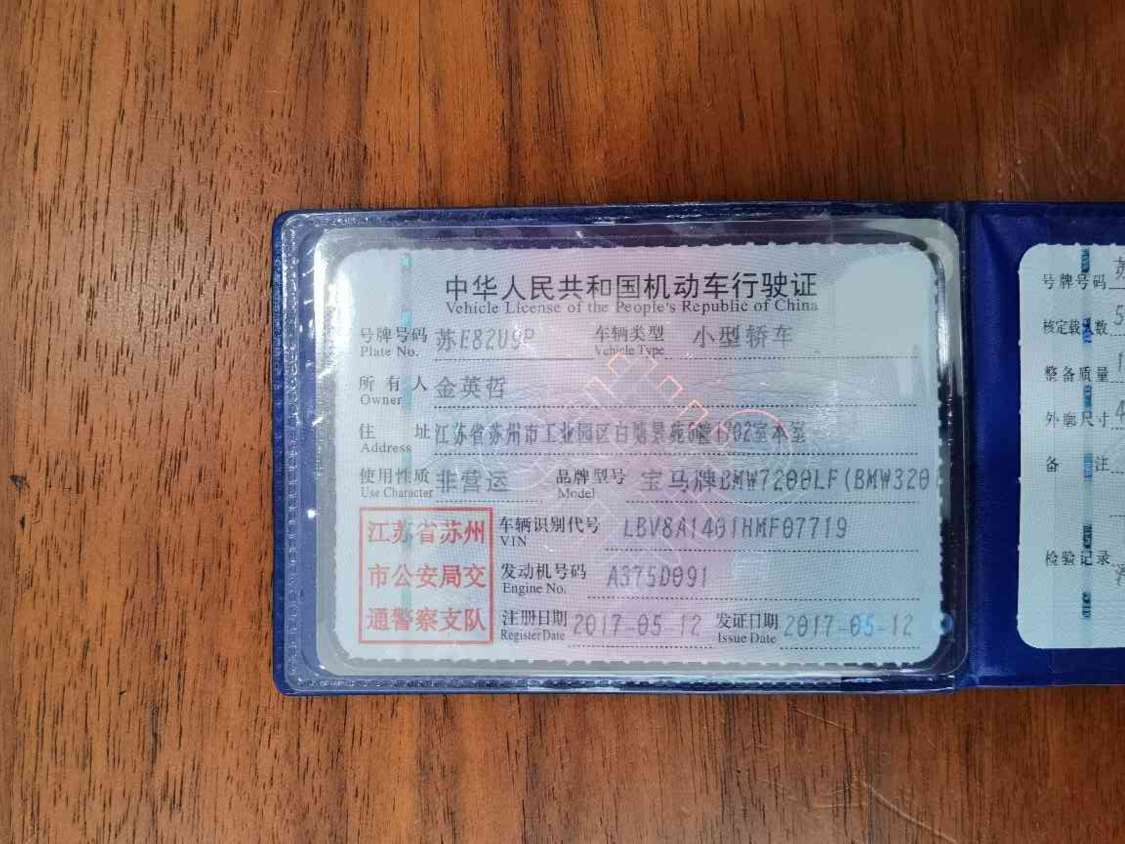 中华人民共和国机动车行驶证
Vehicle License of the People's Republic of China
号牌号码 苏E82U9P 车辆类型 小型轿车
Plate No. Vehicle Type
所有人 金英哲
Owner
住址 江苏省苏州市工业园区白塘景苑 1702室本室
Address
使用性质 非营运 品牌型号 宝马牌BMW7200LF(BMW320
Use Character Model
江苏省苏州
市公安局交
通警察支队
车辆识别代号 LBV8A1401HMF07719
VIN
发动机号码 A375D091
Engine No.
注册日期 2017-05-12 发证日期 2017-05-12
Register Date Issue Date
号牌号码 苏
核定载人数 5
整备质量 1
外廓尺寸 4
备注
检验记录